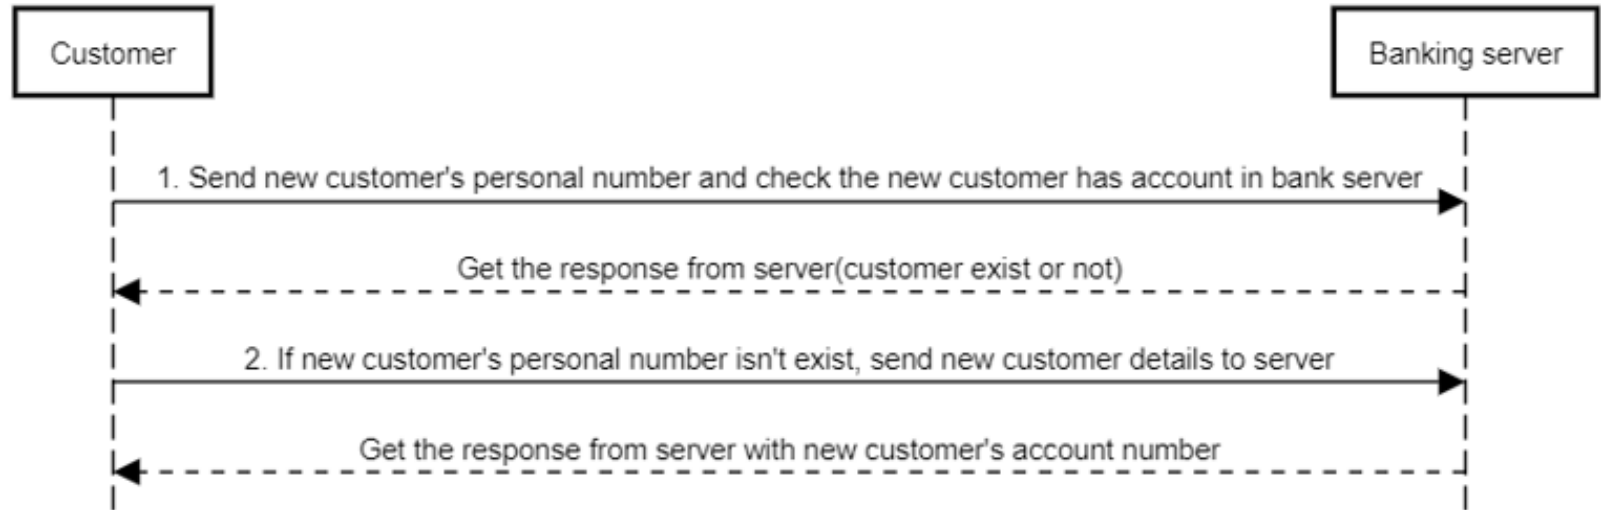 Customer
Banking server
1. Send new customer's personal number and check the new customer has account in bank server
Get the response from server(customer exist or not)
2. If new customer's personal number isn't exist, send new customer details to server
Get the response from server with new customer's account number